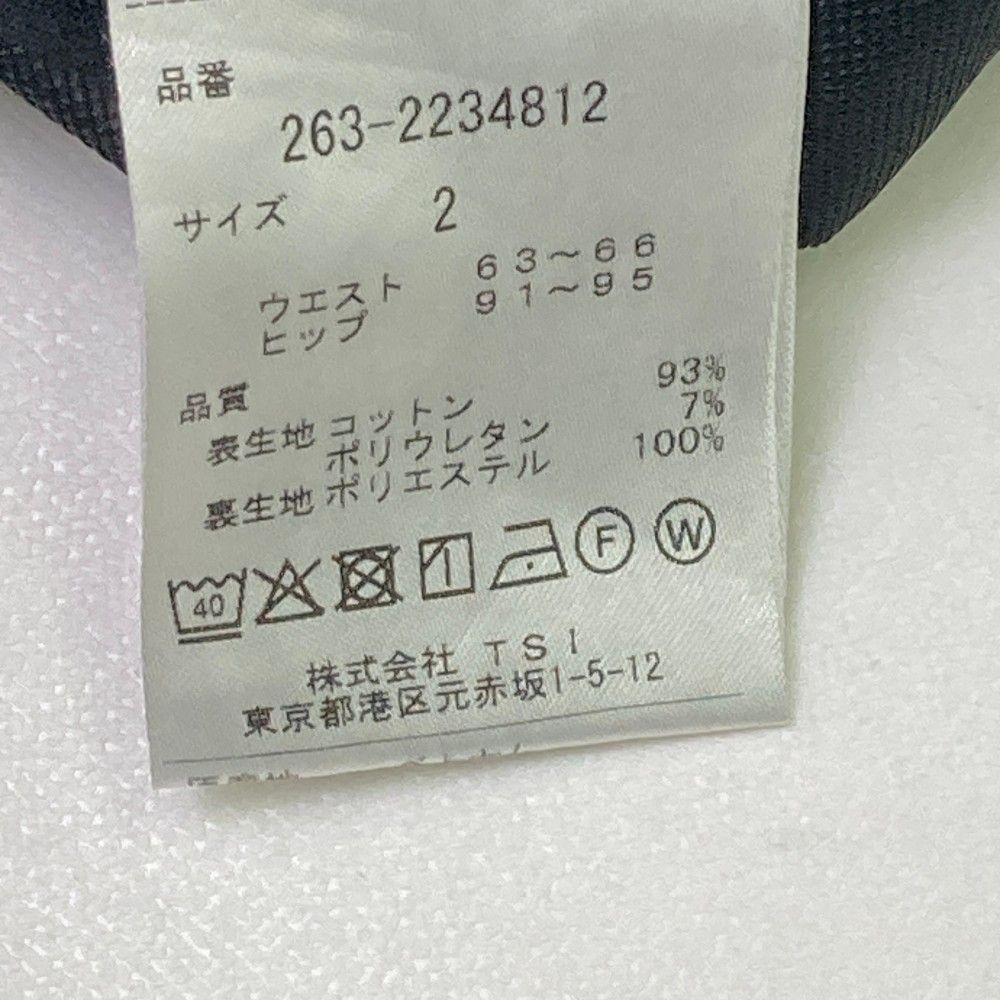 品番
263-2234812
サイズ 2
ウエスト 63～66
ヒップ 91～95
品質
表生地 コットン 93%
ポリウレタン 7%
裏生地 ポリエステル 100%
40 F W
株式会社 TSI
東京都港区元赤坂1-5-12